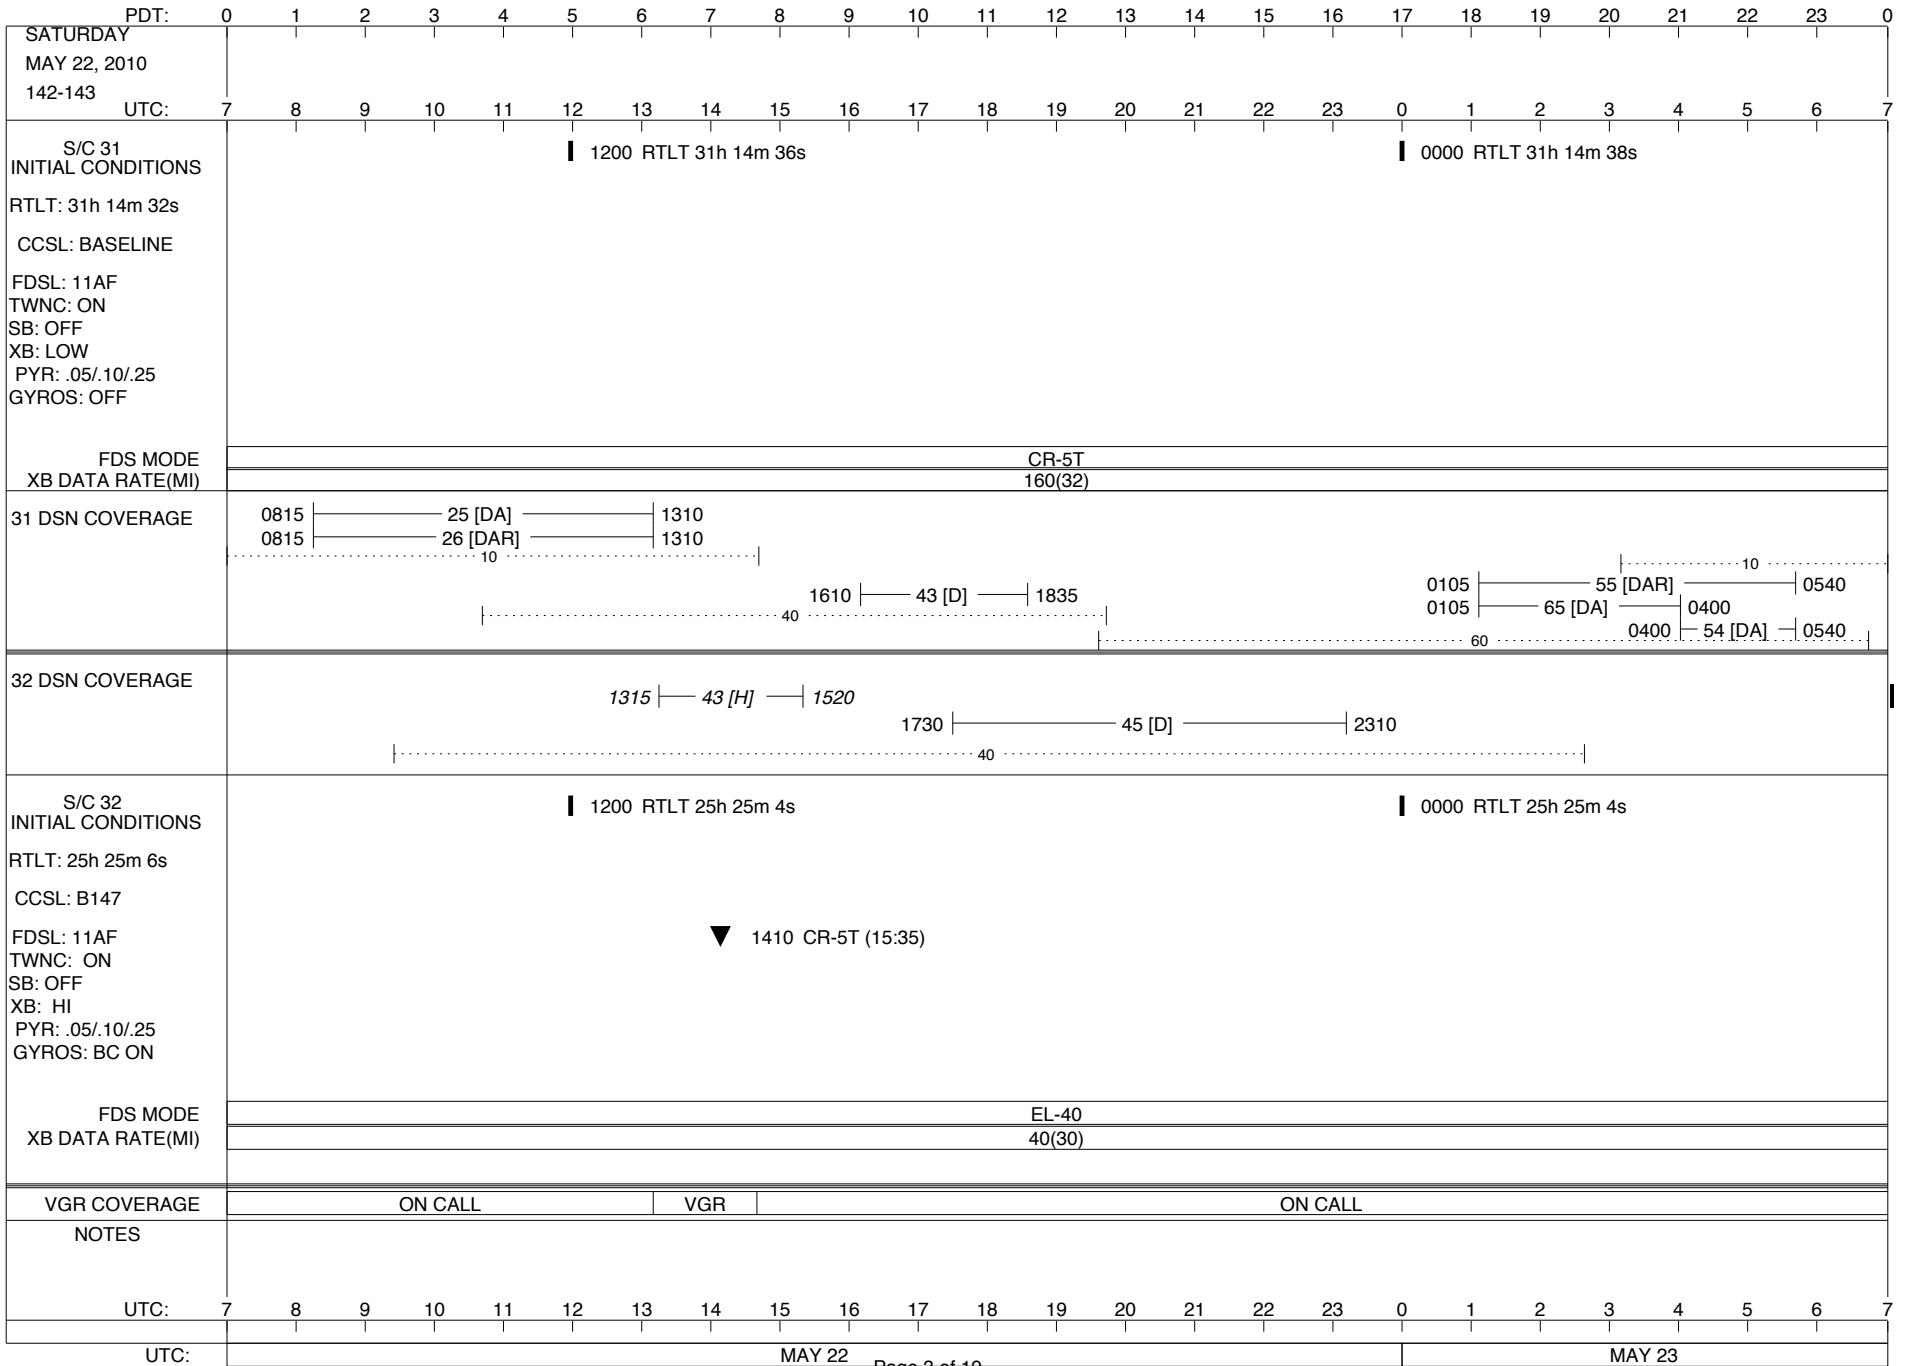 PDT: 0 1 2 3 4 5 6 7 8 9 10 11 12 13 14 15 16 17 18 19 20 21 22 23 0
SATURDAY
MAY 22, 2010
142-143
UTC: 7 8 9 10 11 12 13 14 15 16 17 18 19 20 21 22 23 0 1 2 3 4 5 6 7
S/C 31
INITIAL CONDITIONS
1200 RTLT 31h 14m 36s
0000 RTLT 31h 14m 38s
RTLT: 31h 14m 32s
CCSL: BASELINE
FDSL: 11AF
TWNC: ON
SB: OFF
XB: LOW
PYR: .05/.10/.25
GYROS: OFF
FDS MODE CR-5T
XB DATA RATE(MI) 160(32)
31 DSN COVERAGE
0815 25 [DA] 1310
0815 26 [DAR] 1310
10
10
0105 55 [DAR] 0540
1610 43 [D] 1835
0105 65 [DA] 0400
40
0400 54 [DA] 0540
60
32 DSN COVERAGE
1315 43 [H] 1520
1730 45 [D] 2310
40
S/C 32
INITIAL CONDITIONS
1200 RTLT 25h 25m 4s
0000 RTLT 25h 25m 4s
RTLT: 25h 25m 6s
CCSL: B147
FDSL: 11AF
1410 CR-5T (15:35)
TWNC: ON
SB: OFF
XB: HI
PYR: .05/.10/.25
GYROS: BC ON
FDS MODE EL-40
XB DATA RATE(MI) 40(30)
VGR COVERAGE ON CALL VGR ON CALL
NOTES
UTC: 7 8 9 10 11 12 13 14 15 16 17 18 19 20 21 22 23 0 1 2 3 4 5 6 7
UTC: MAY 22 MAY 23